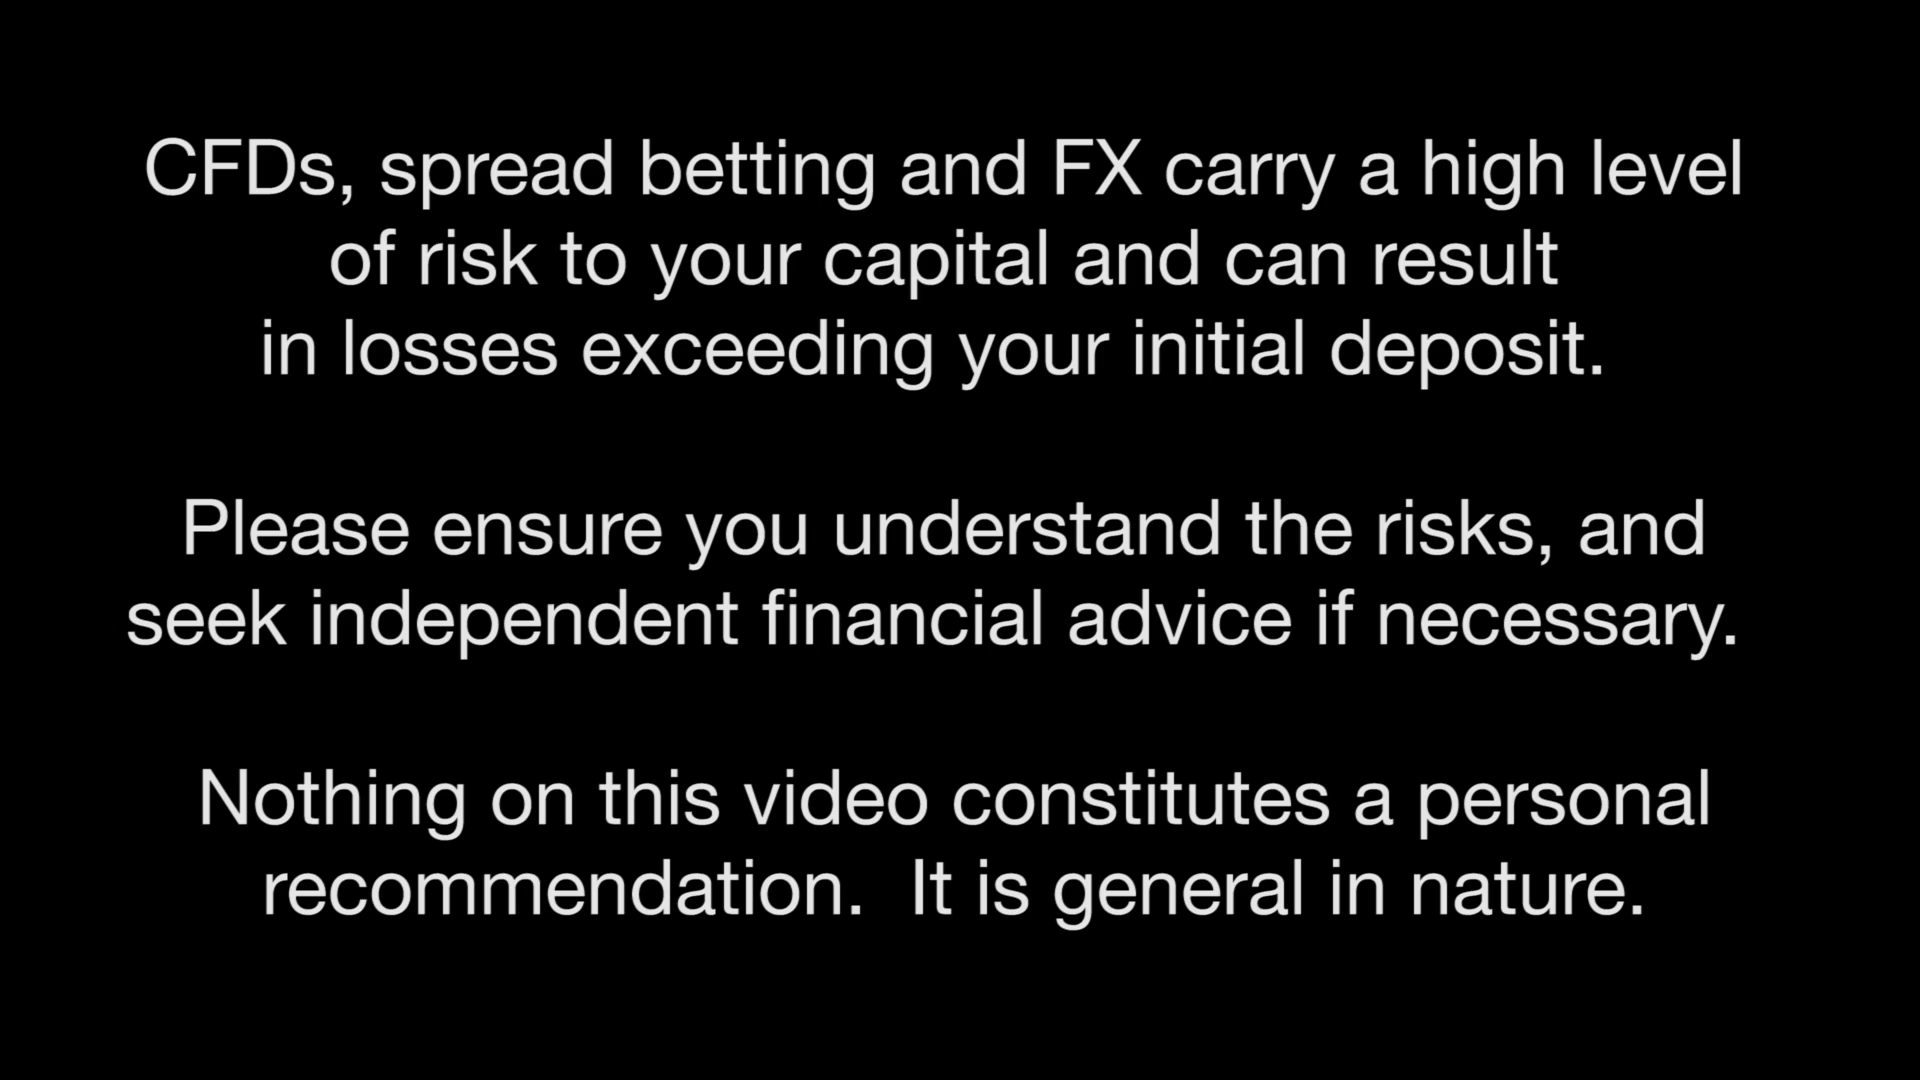 CFDs, spread betting and FX carry a high level
of risk to your capital and can result
in losses exceeding your initial deposit.
Please ensure you understand the risks, and
seek independent financial advice if necessary.
Nothing on this video constitutes a personal
recommendation.  It is general in nature.